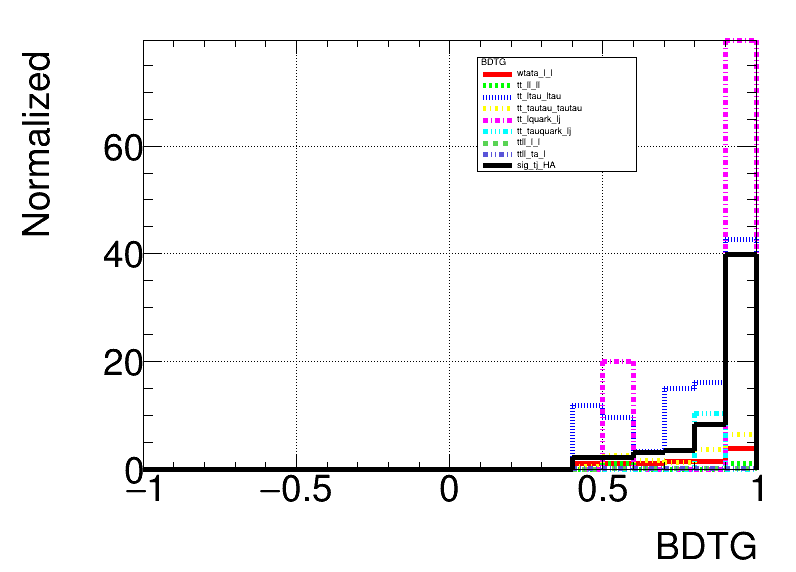 Normalized
BDTG
wtata_l_l
tt_ll_ll
tt_ltau_ltau
tt_tautau_tautau
tt_lquark_lj
tt_tauquark_lj
ttll_l_l
ttll_ta_l
sig_tj_HA
60
40
20
0
−1 −0.5 0 0.5 1
BDTG